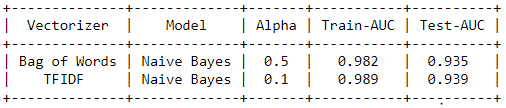 +--------------+-------------+-------+-----------+----------+
|  Vectorizer  |    Model    | Alpha | Train-AUC | Test-AUC |
+--------------+-------------+-------+-----------+----------+
| Bag of Words | Naive Bayes |  0.5  |   0.982   |  0.935   |
|    TFIDF     | Naive Bayes |  0.1  |   0.989   |  0.939   |
+--------------+-------------+-------+-----------+----------+